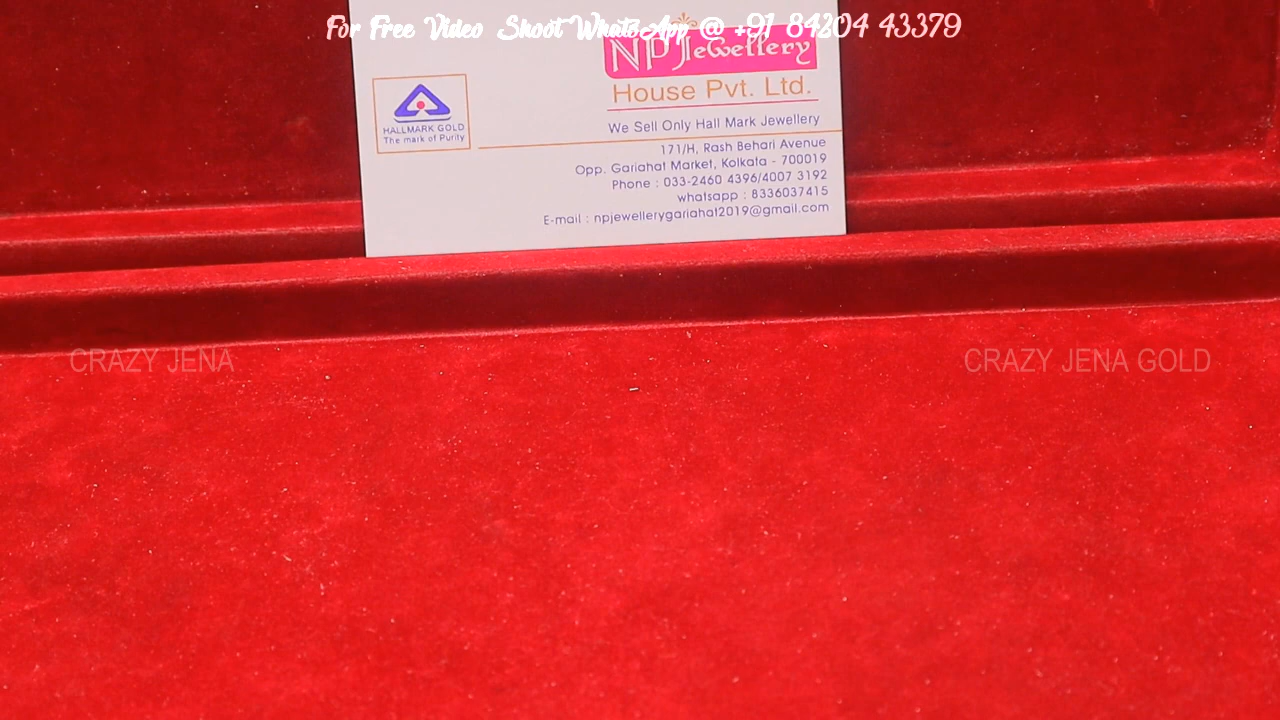 For Free Video Shoot WhatsApp @ +91 84204 43379
NP Jewellery
House Pvt. Ltd.
HALLMARK GOLD
The mark of Purity
We Sell Only Hall Mark Jewellery
171/H, Rash Behari Avenue
Opp. Gariahat Market, Kolkata - 700019
Phone : 033-2460 4396/4007 3192
whatsapp : 8336037415
E-mail : npjewellerygariahat2019@gmail.com
CRAZY JENA
CRAZY JENA GOLD